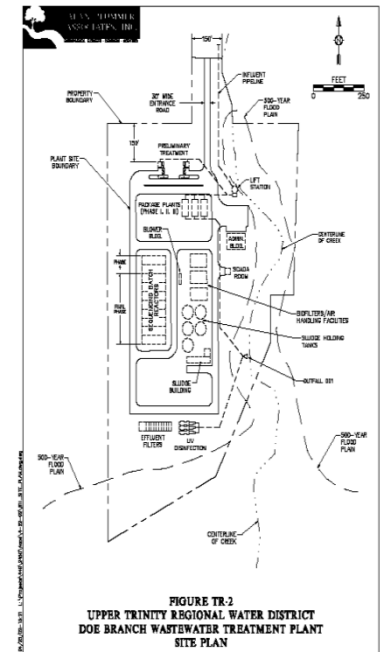 ALAN PLUMMER
ASSOCIATES, INC.
150'
N
FEET
0 250
INFLUENT
PIPELINE
PROPERTY
BOUNDARY
30' WIDE
ENTRANCE
ROAD
500-YEAR
FLOOD
PLAIN
150'
PRELIMINARY
TREATMENT
PLANT SITE
BOUNDARY
LIFT
STATION
PACKAGE PLANTS
(PHASE I, II, III)
BLOWER
BLDG.
ADMIN.
BLDG.
CENTERLINE
OF CREEK
PHASE
SCADA
ROOM
SEQUENCING BATCH
REACTORS
FINAL
PHASE
BIOFILTERS/AIR
HANDLING FACILITIES
SLUDGE HOLDING
TANKS
SLUDGE
BUILDING
OUTFALL 001
EFFLUENT
FILTERS
UV
DISINFECTION
500-YEAR
FLOOD
PLAIN
500-YEAR
FLOOD
PLAIN
CENTERLINE
OF CREEK
FIGURE TR-2
UPPER TRINITY REGIONAL WATER DISTRICT
DOE BRANCH WASTEWATER TREATMENT PLANT
SITE PLAN